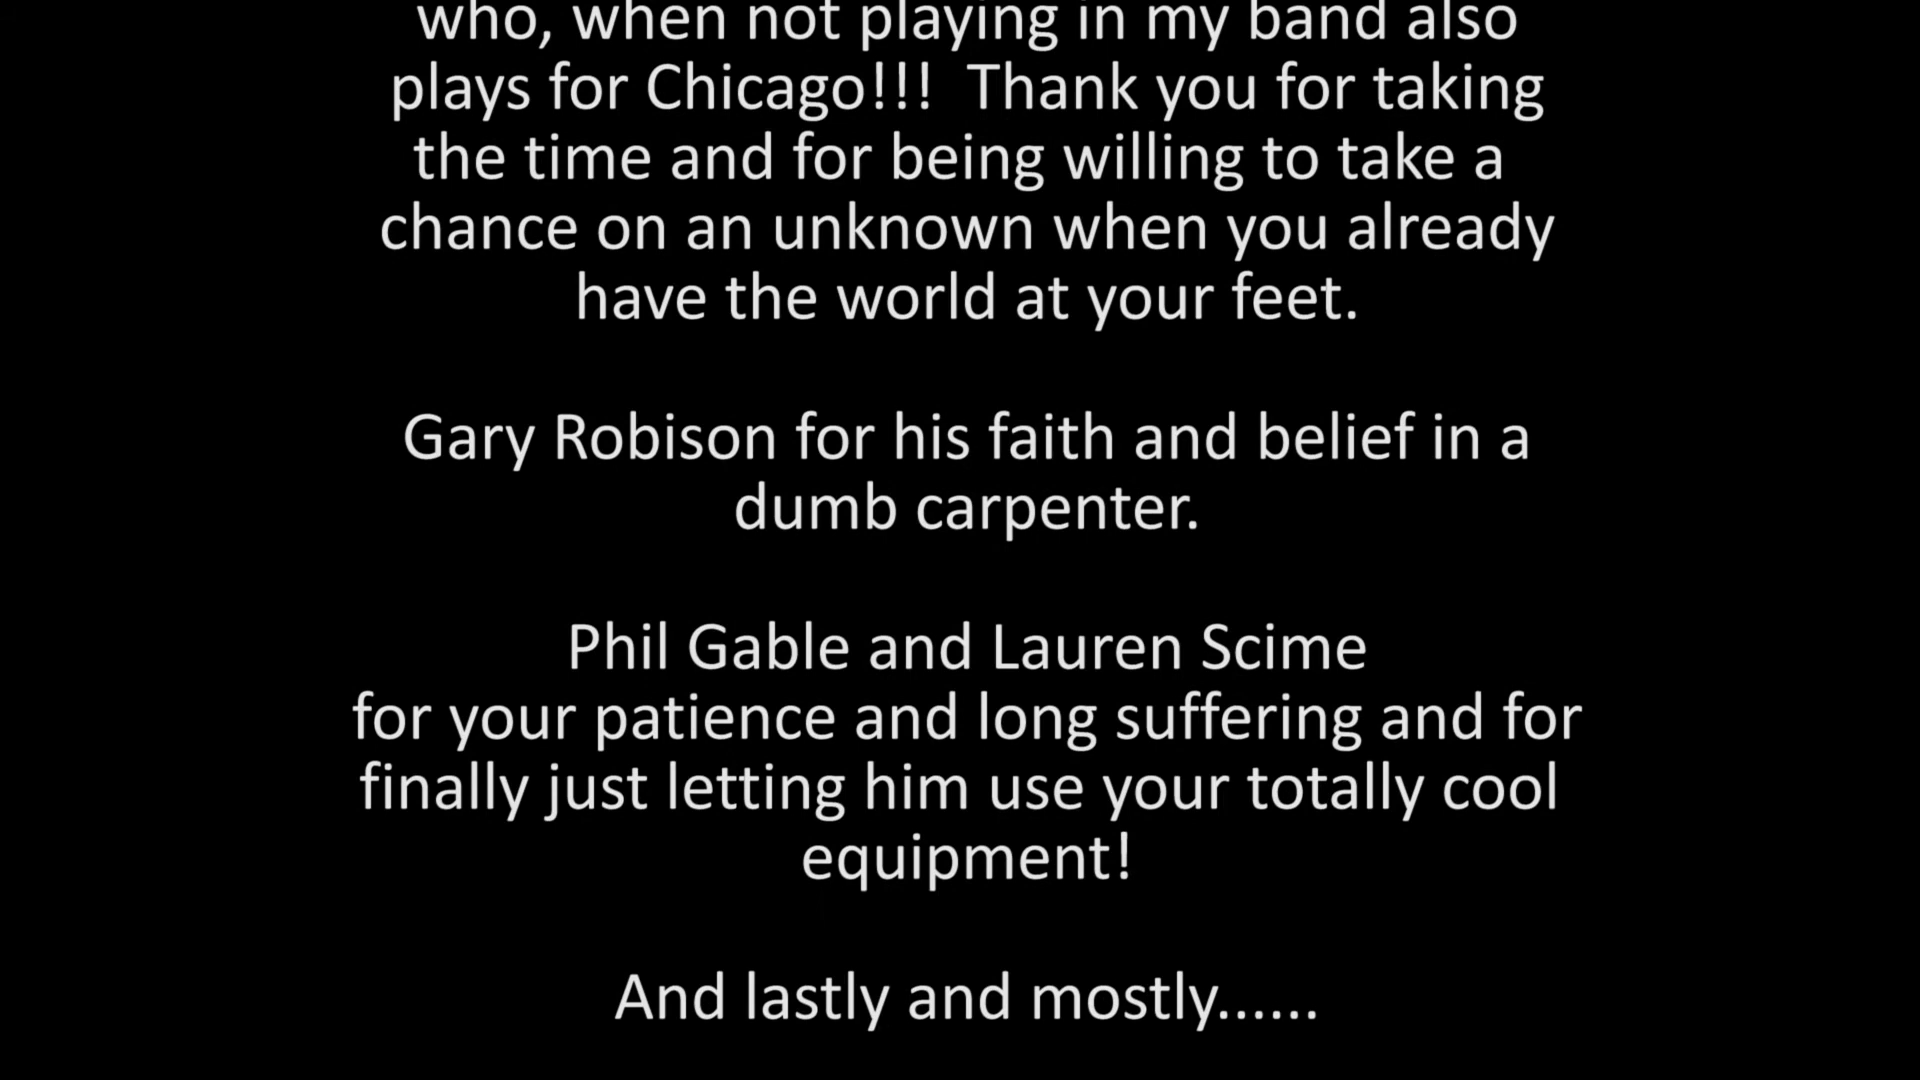 who, when not playing in my band also
plays for Chicago!!!  Thank you for taking
the time and for being willing to take a
chance on an unknown when you already
have the world at your feet.
Gary Robison for his faith and belief in a
dumb carpenter.
Phil Gable and Lauren Scime
for your patience and long suffering and for
finally just letting him use your totally cool
equipment!
And lastly and mostly......